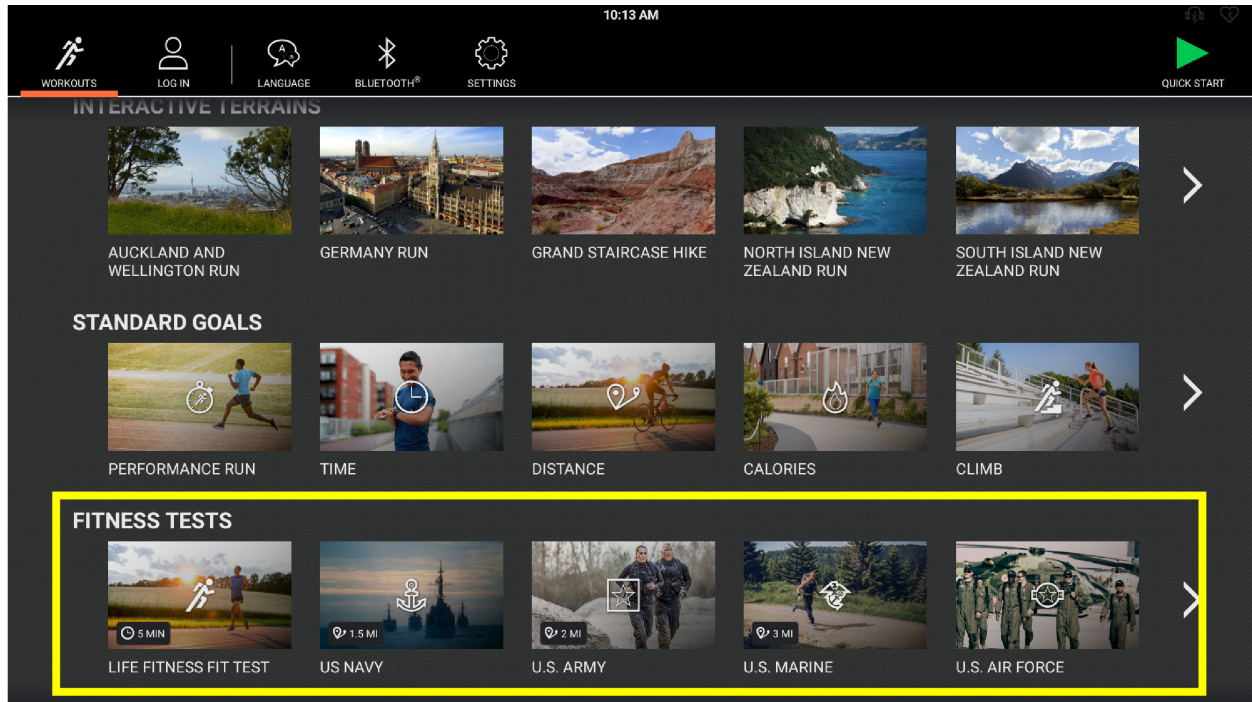 10:13 AM
WORKOUTS
LOG IN
LANGUAGE
BLUETOOTH®
SETTINGS
QUICK START
INTERACTIVE TERRAINS
AUCKLAND AND
WELLINGTON RUN
GERMANY RUN
GRAND STAIRCASE HIKE
NORTH ISLAND NEW
ZEALAND RUN
SOUTH ISLAND NEW
ZEALAND RUN
STANDARD GOALS
PERFORMANCE RUN
TIME
DISTANCE
CALORIES
CLIMB
FITNESS TESTS
5 MIN
1.5 MI
2 MI
3 MI
LIFE FITNESS FIT TEST
US NAVY
U.S. ARMY
U.S. MARINE
U.S. AIR FORCE